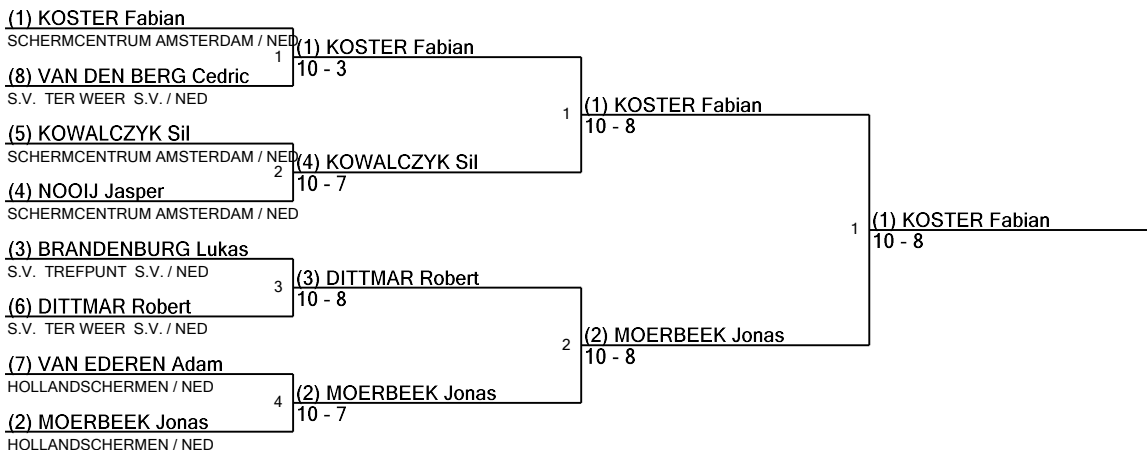 (1) KOSTER Fabian
SCHERMCENTRUM AMSTERDAM / NED
1
(8) VAN DEN BERG Cedric
S.V. TER WEER S.V. / NED
(5) KOWALCZYK Sil
SCHERMCENTRUM AMSTERDAM / NED
2
(4) NOOIJ Jasper
SCHERMCENTRUM AMSTERDAM / NED
(3) BRANDENBURG Lukas
S.V. TREFPUNT S.V. / NED
3
(6) DITTMAR Robert
S.V. TER WEER S.V. / NED
(7) VAN EDEREN Adam
HOLLANDSCHERMEN / NED
4
(2) MOERBEEK Jonas
HOLLANDSCHERMEN / NED
(1) KOSTER Fabian
10 - 3
1
(4) KOWALCZYK Sil
10 - 7
(3) DITTMAR Robert
10 - 8
2
(2) MOERBEEK Jonas
10 - 7
(1) KOSTER Fabian
10 - 8
1
(2) MOERBEEK Jonas
10 - 8
(1) KOSTER Fabian
10 - 8